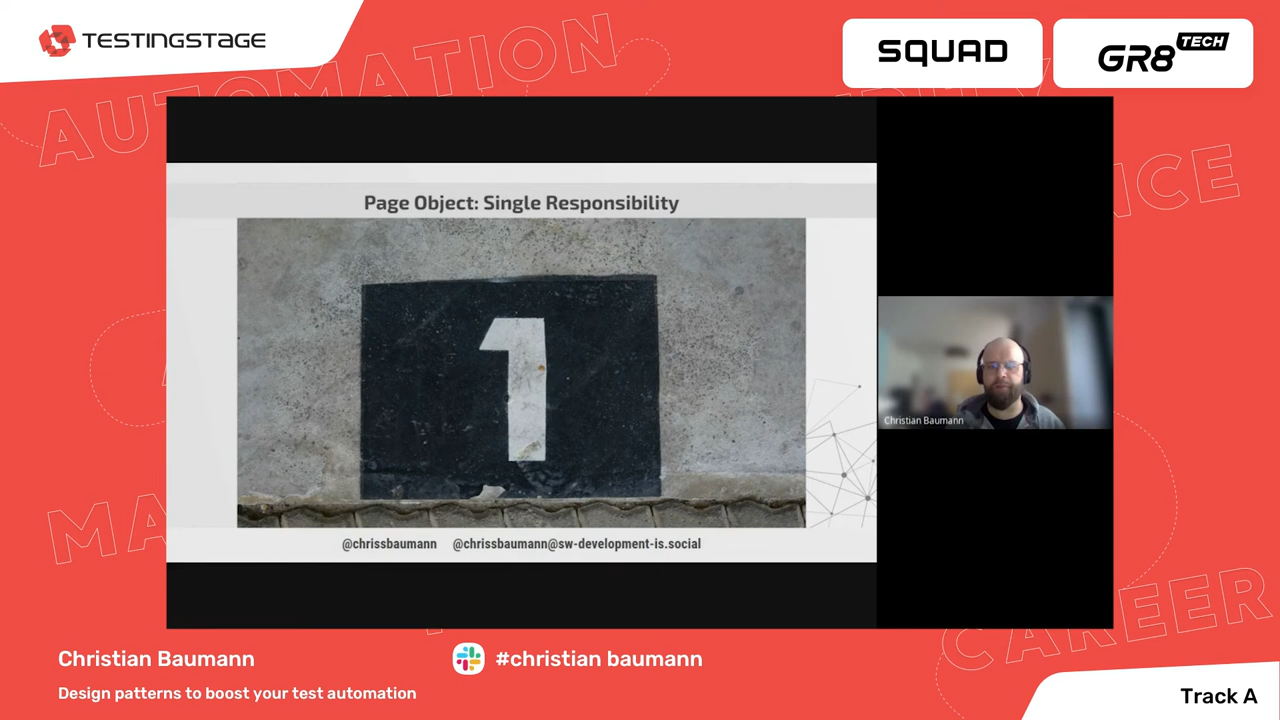 TESTINGSTAGE
SQUAD
GR8 TECH
AUTOMATION
Page Object: Single Responsibility
1
Christian Baumann
@chrissbaumann @chrissbaumann@sw-development-is.social
MA
CAREER
Christian Baumann
#christian baumann
Design patterns to boost your test automation
Track A